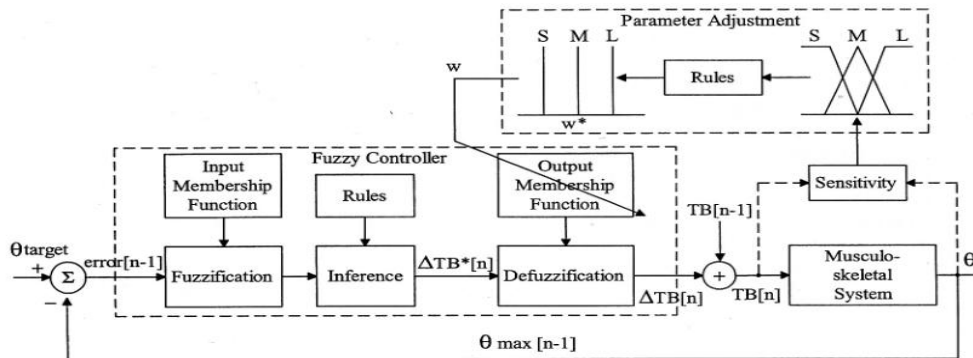 Parameter Adjustment
S M L
S M L
w
Rules
w*
Fuzzy Controller
Input
Membership
Function
Rules
Output
Membership
Function
Sensitivity
TB[n-1]
θtarget
+
Σ
−
error[n-1]
Fuzzification
Inference
ΔTB*[n]
Defuzzification
ΔTB[n]
+
TB[n]
Musculo-
skeletal
System
θ
θ max [n-1]